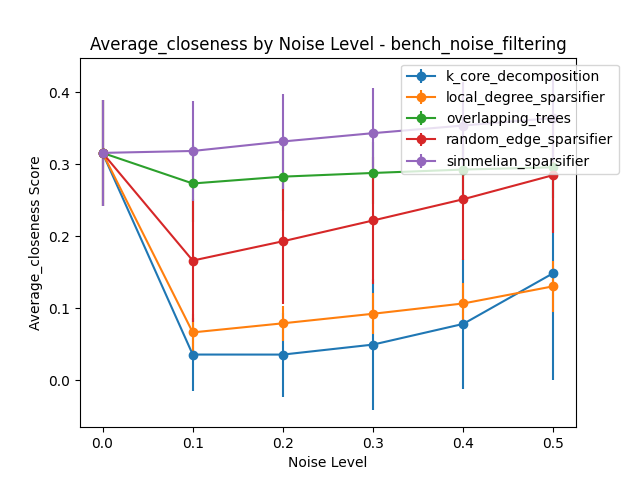 Average_closeness by Noise Level - bench_noise_filtering
Average_closeness Score
0.4
0.3
0.2
0.1
0.0
k_core_decomposition
local_degree_sparsifier
overlapping_trees
random_edge_sparsifier
simmelian_sparsifier
0.0 0.1 0.2 0.3 0.4 0.5
Noise Level